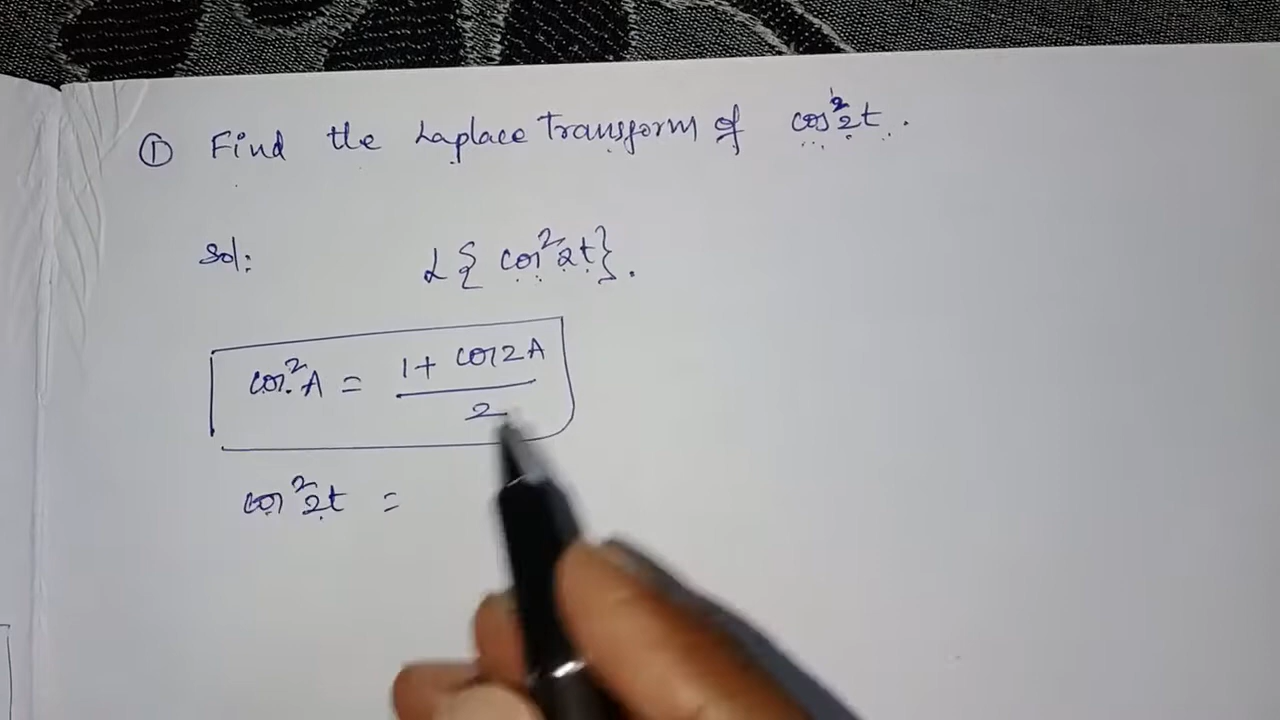 ① Find the Laplace Transform of cos²2t.
Sol: L{cos²2t}.
cos²A = (1 + cos2A)/2
cos²2t =